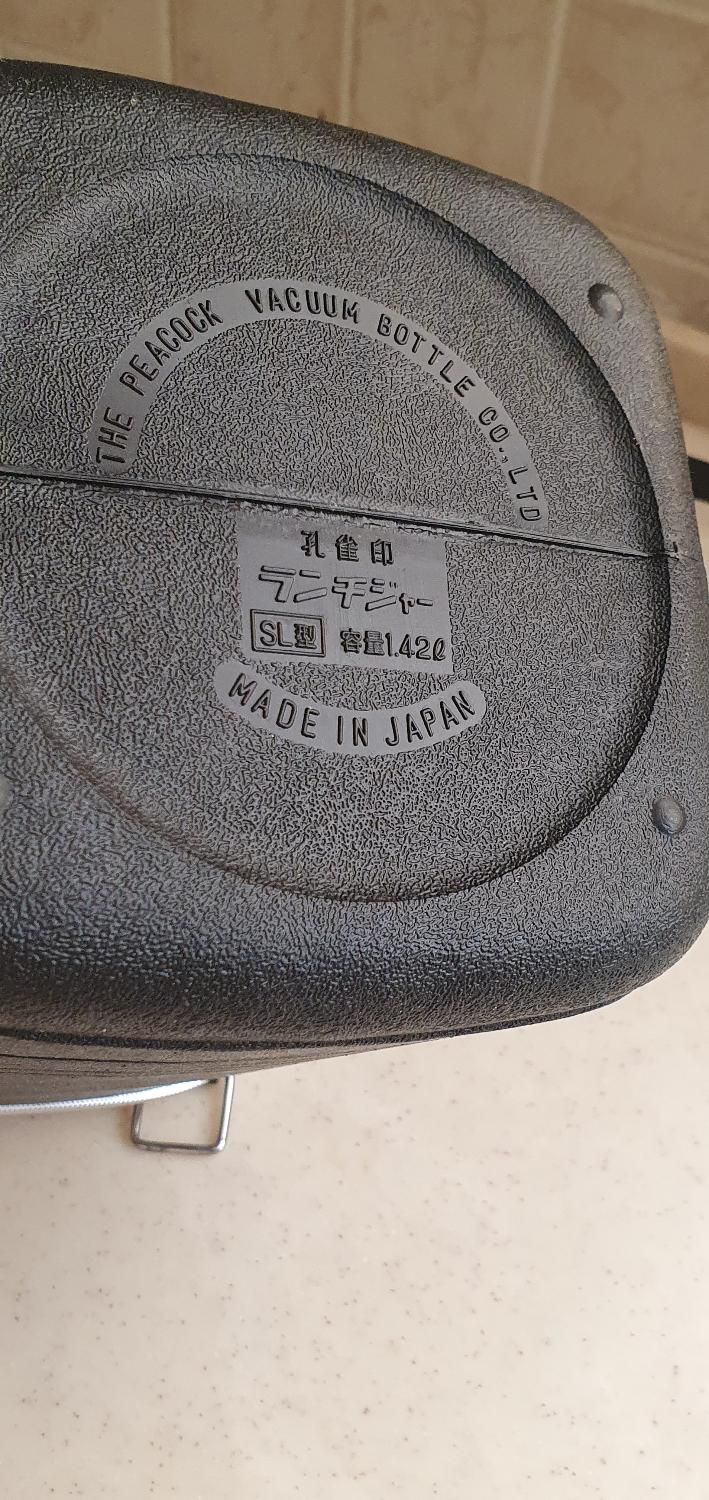 THE PEACOCK VACUUM BOTTLE CO.,LTD
孔雀印
ランチジャー
SL型 容量1.42ℓ
MADE IN JAPAN